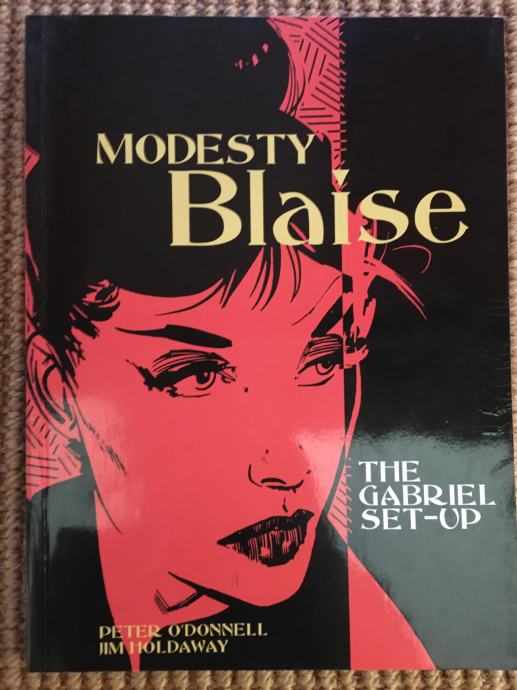 MODESTY
Blaise
THE
GABRIEL
SET-UP
PETER O'DONNELL
JIM HOLDAWAY